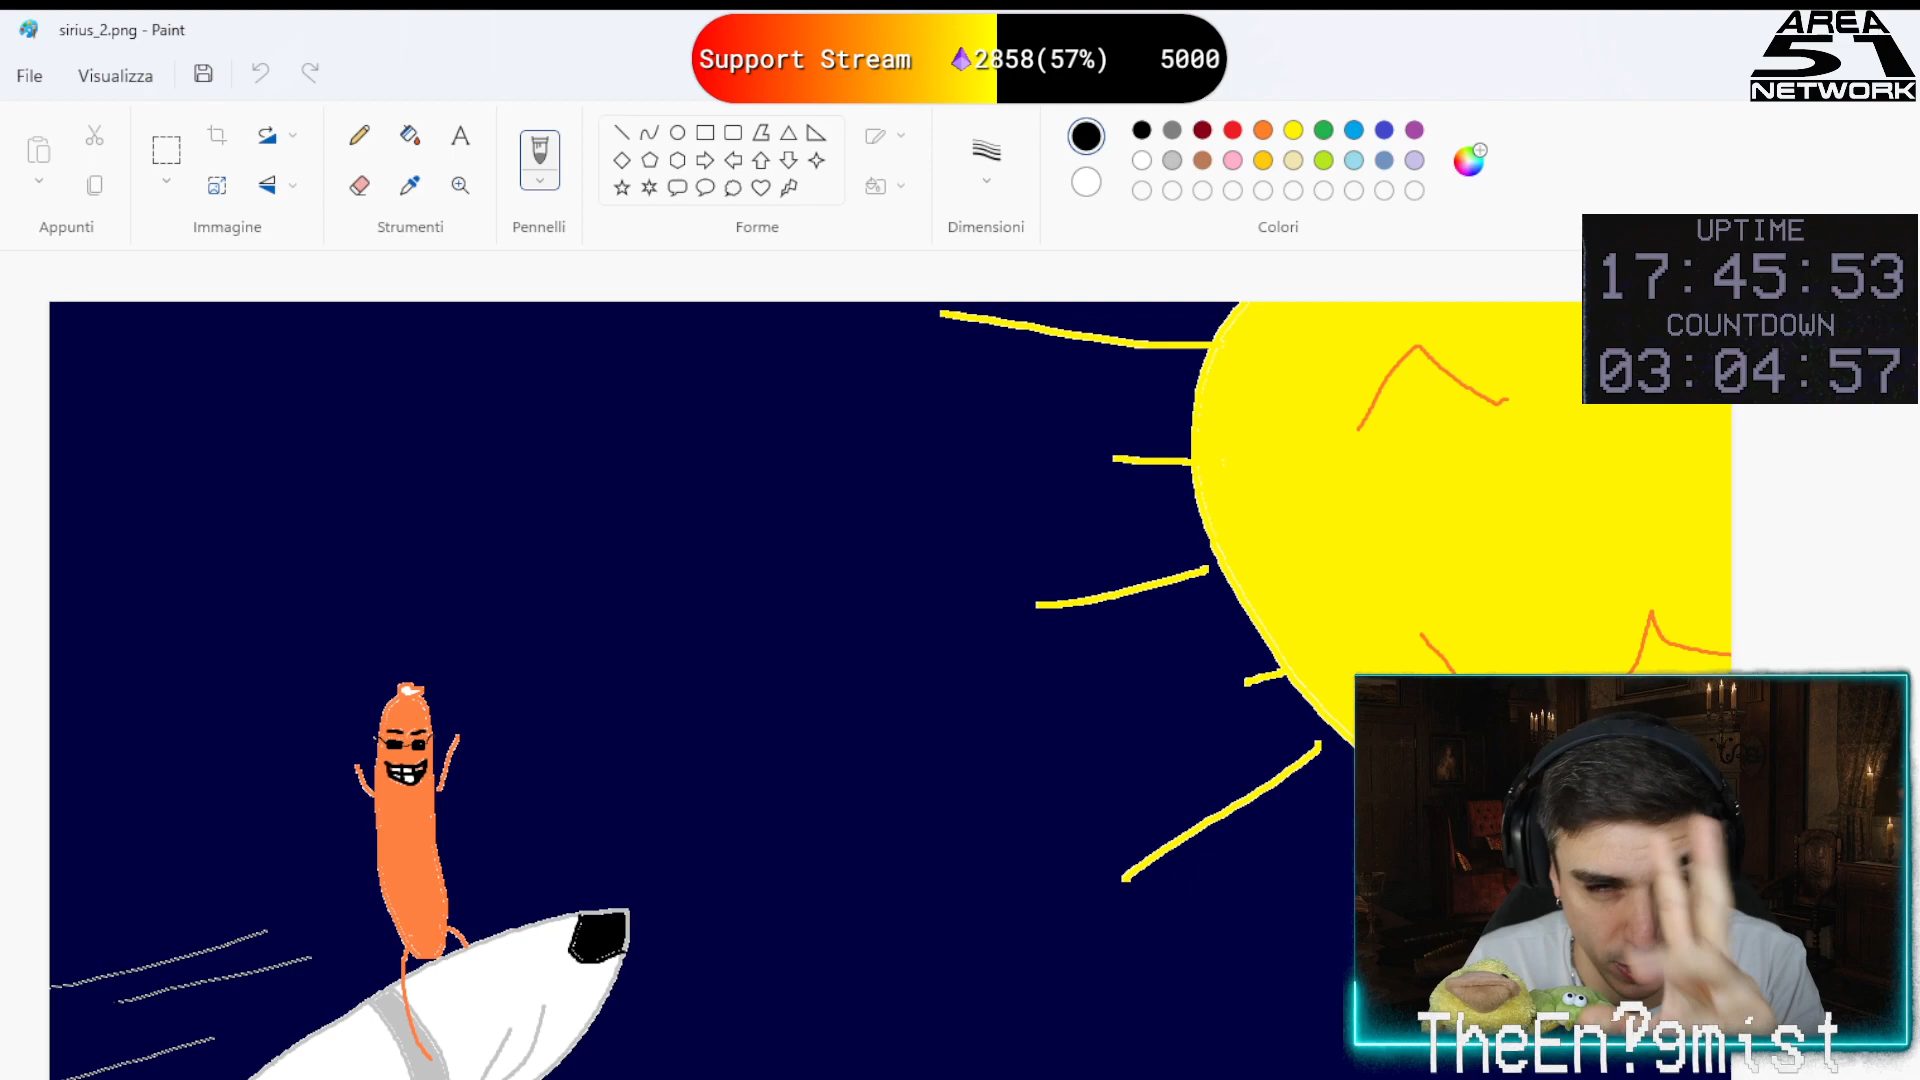 sirius_2.png - Paint
File
Visualizza
Support Stream 2858(57%) 5000
AREA
51
NETWORK
Appunti
Immagine
Strumenti
Pennelli
Forme
Dimensioni
Colori
UPTIME
17:45:53
COUNTDOWN
03:04:57
TheEn?gmist